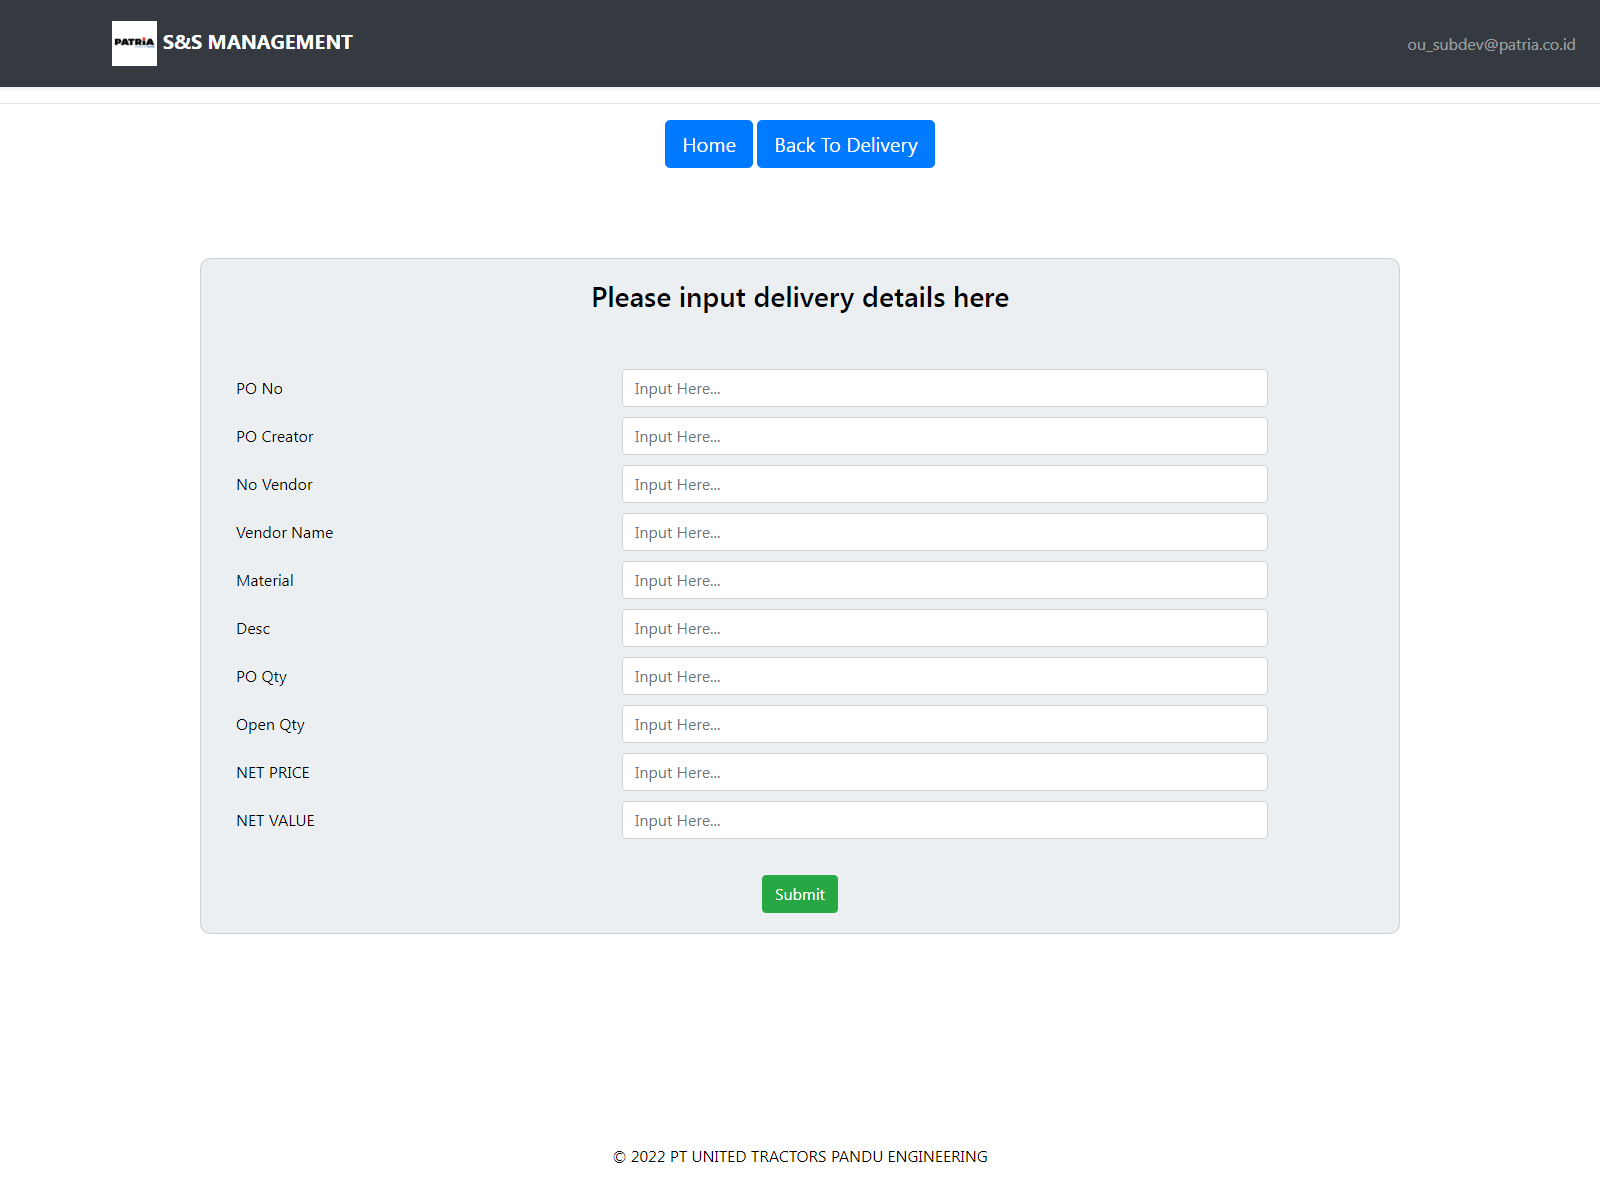 PATRIA S&S MANAGEMENT
ou_subdev@patria.co.id
Home Back To Delivery
Please input delivery details here
PO No Input Here...
PO Creator Input Here...
No Vendor Input Here...
Vendor Name Input Here...
Material Input Here...
Desc Input Here...
PO Qty Input Here...
Open Qty Input Here...
NET PRICE Input Here...
NET VALUE Input Here...
Submit
© 2022 PT UNITED TRACTORS PANDU ENGINEERING